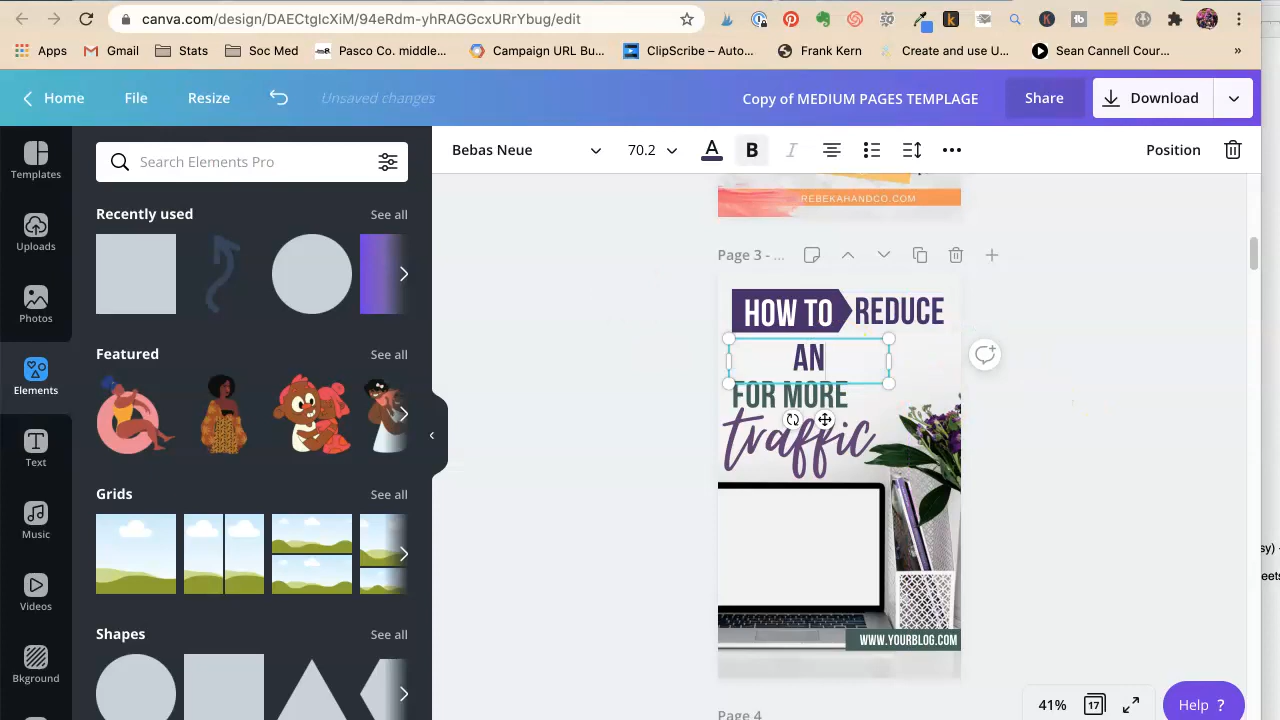 canva.com/design/DAECtglcXiM/94eRdm-yhRAGGcxURrYbug/edit
Apps Gmail Stats Soc Med Pasco Co. middle... Campaign URL Bu... ClipScribe – Auto... Frank Kern Create and use U... Sean Cannell Cour... »
Home File Resize Unsaved changes Copy of MEDIUM PAGES TEMPLAGE Share Download
Templates
Uploads
Photos
Elements
Text
Music
Videos
Bkground
Search Elements Pro
Recently used See all
Featured See all
Grids See all
Shapes See all
Bebas Neue 70.2 A B I Position
REBEKAHANDCO.COM
Page 3 - ...
HOW TO REDUCE
AN
FOR MORE
traffic
WWW.YOURBLOG.COM
Page 4
41% 17 Help ?
sy)
eets